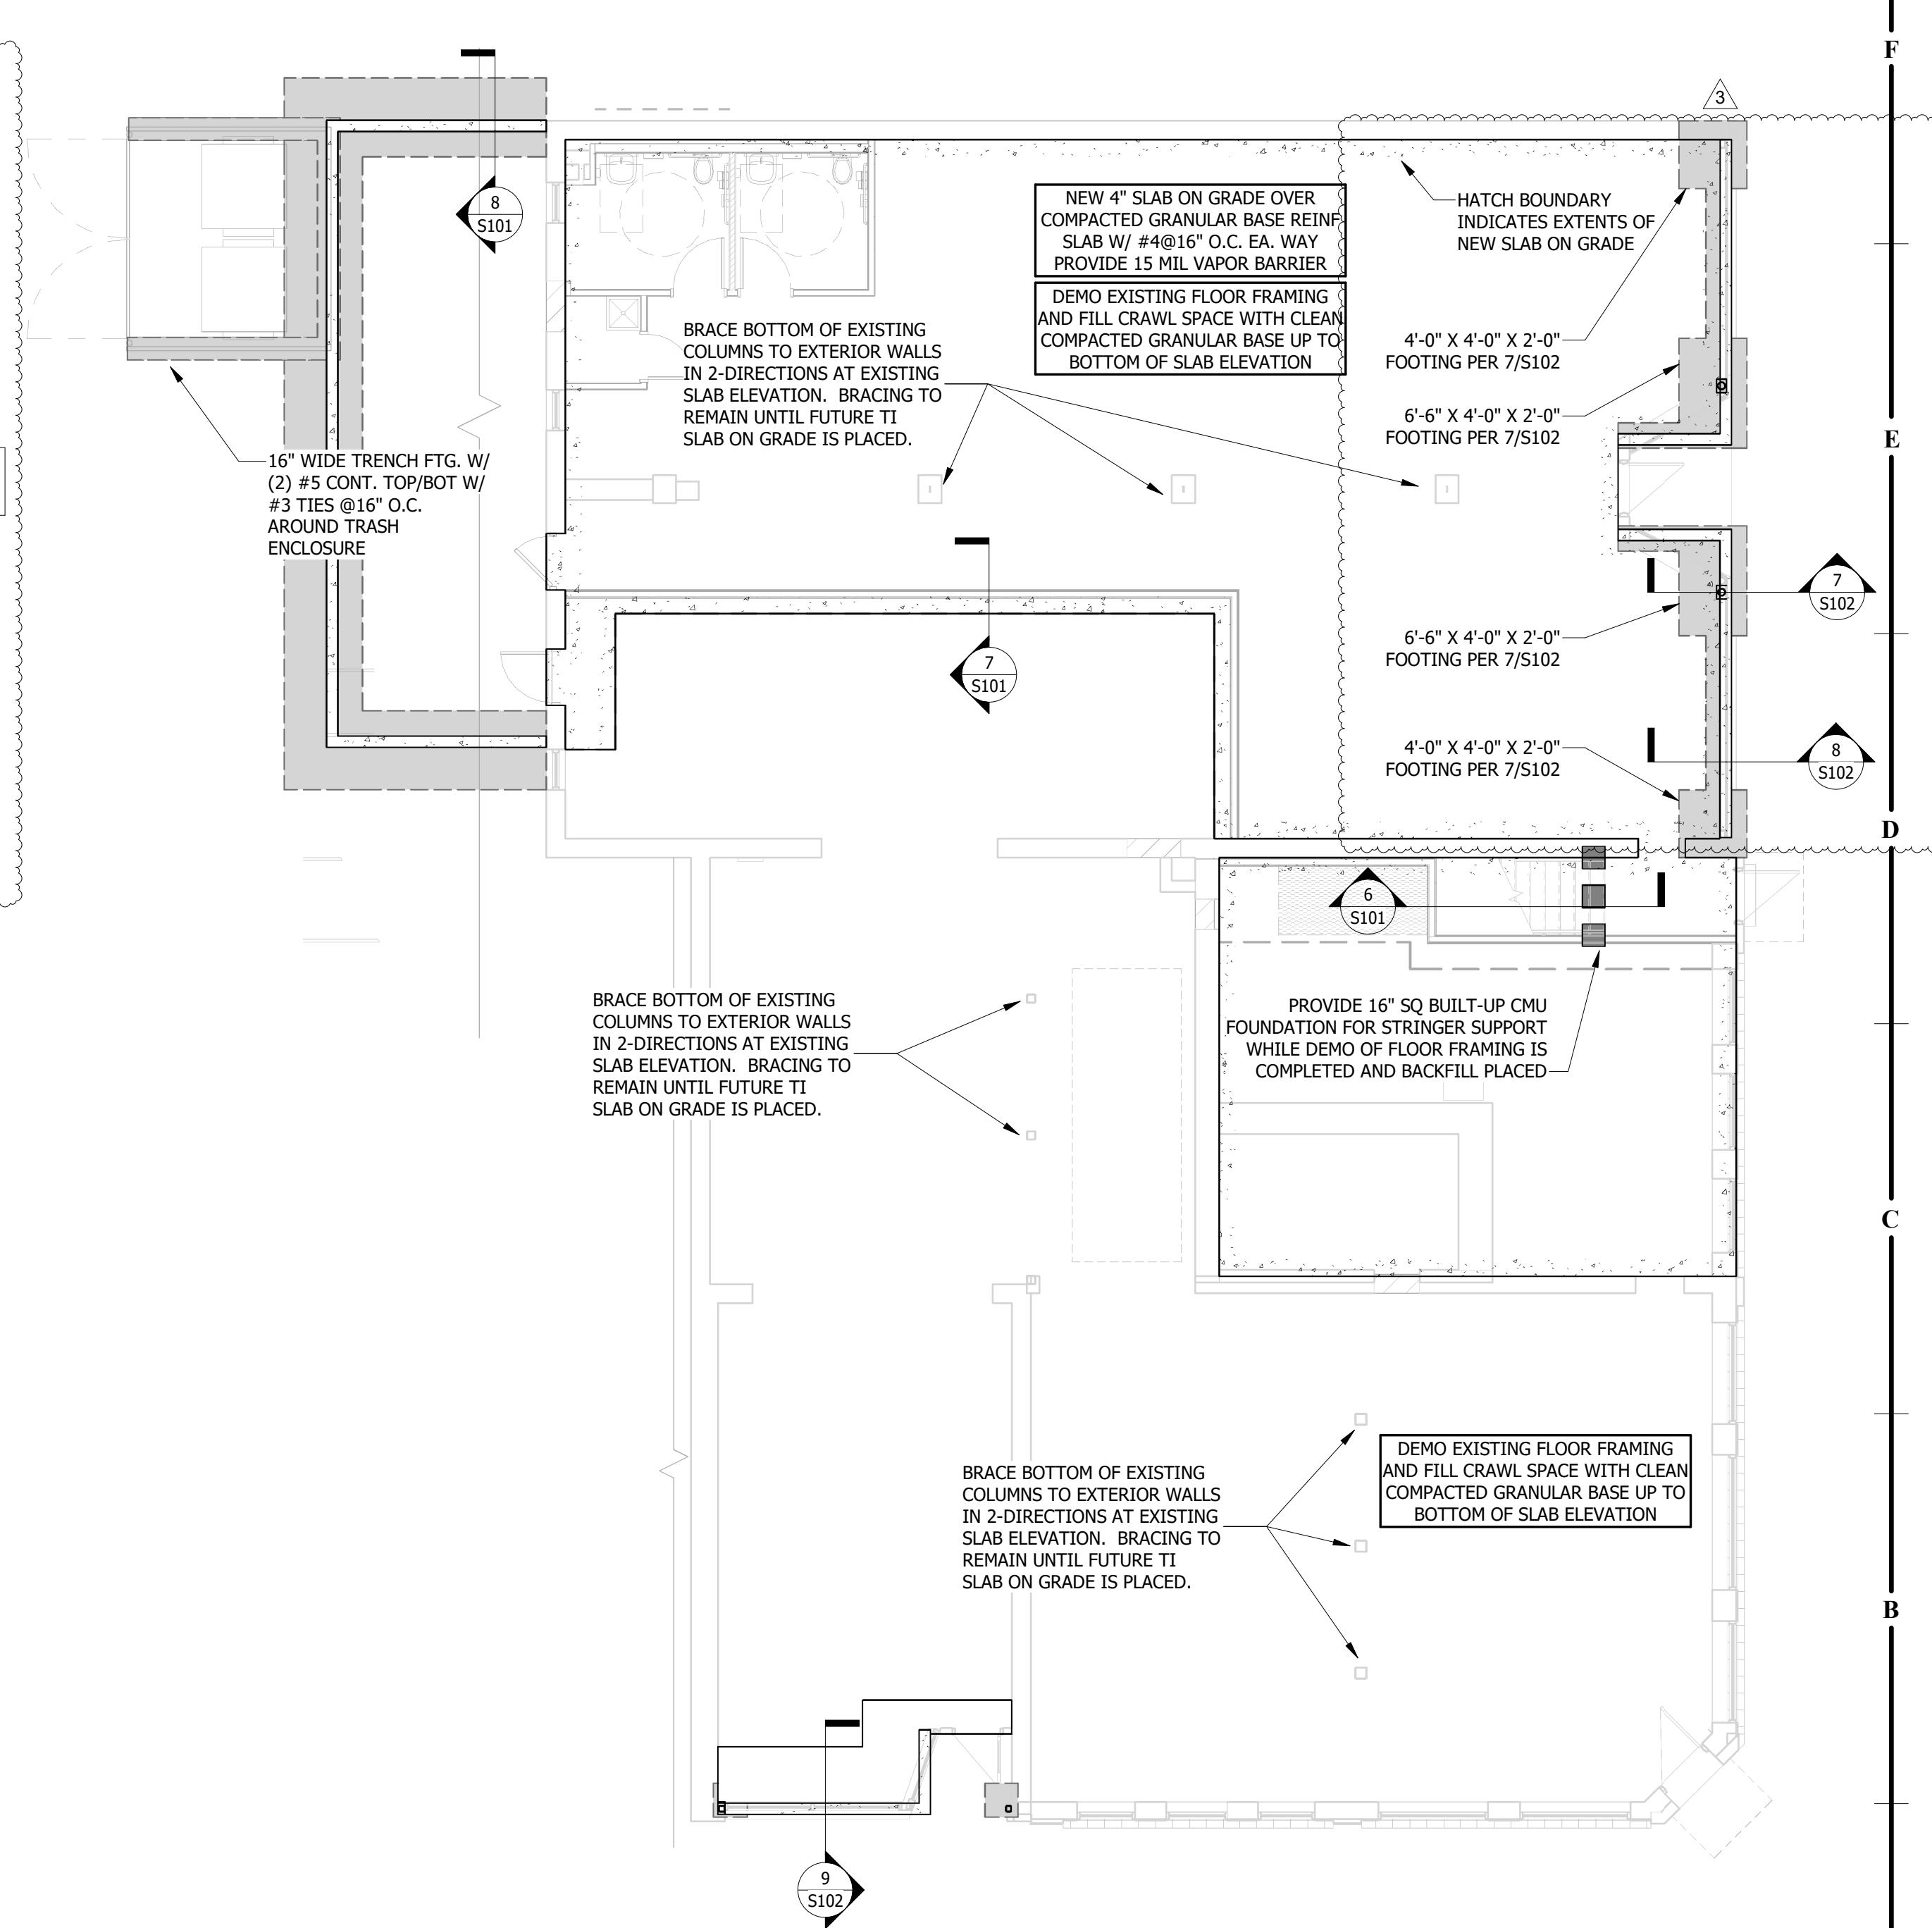 F
3
8
S101
NEW 4" SLAB ON GRADE OVER
COMPACTED GRANULAR BASE REINF
SLAB W/ #4@16" O.C. EA. WAY
PROVIDE 15 MIL VAPOR BARRIER
HATCH BOUNDARY
INDICATES EXTENTS OF
NEW SLAB ON GRADE
DEMO EXISTING FLOOR FRAMING
AND FILL CRAWL SPACE WITH CLEAN
COMPACTED GRANULAR BASE UP TO
BOTTOM OF SLAB ELEVATION
BRACE BOTTOM OF EXISTING
COLUMNS TO EXTERIOR WALLS
IN 2-DIRECTIONS AT EXISTING
SLAB ELEVATION. BRACING TO
REMAIN UNTIL FUTURE TI
SLAB ON GRADE IS PLACED.
4'-0" X 4'-0" X 2'-0"
FOOTING PER 7/S102
6'-6" X 4'-0" X 2'-0"
FOOTING PER 7/S102
E
16" WIDE TRENCH FTG. W/
(2) #5 CONT. TOP/BOT W/
#3 TIES @16" O.C.
AROUND TRASH
ENCLOSURE
7
S102
6'-6" X 4'-0" X 2'-0"
FOOTING PER 7/S102
7
S101
4'-0" X 4'-0" X 2'-0"
FOOTING PER 7/S102
8
S102
D
6
S101
BRACE BOTTOM OF EXISTING
COLUMNS TO EXTERIOR WALLS
IN 2-DIRECTIONS AT EXISTING
SLAB ELEVATION. BRACING TO
REMAIN UNTIL FUTURE TI
SLAB ON GRADE IS PLACED.
PROVIDE 16" SQ BUILT-UP CMU
FOUNDATION FOR STRINGER SUPPORT
WHILE DEMO OF FLOOR FRAMING IS
COMPLETED AND BACKFILL PLACED
C
BRACE BOTTOM OF EXISTING
COLUMNS TO EXTERIOR WALLS
IN 2-DIRECTIONS AT EXISTING
SLAB ELEVATION. BRACING TO
REMAIN UNTIL FUTURE TI
SLAB ON GRADE IS PLACED.
DEMO EXISTING FLOOR FRAMING
AND FILL CRAWL SPACE WITH CLEAN
COMPACTED GRANULAR BASE UP TO
BOTTOM OF SLAB ELEVATION
B
9
S102